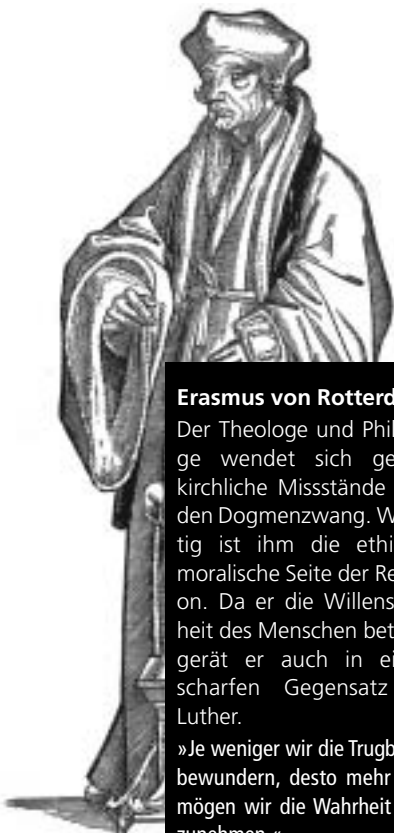 Erasmus von Rotterd
Der Theologe und Phil
ge wendet sich ge
kirchliche Missstände
den Dogmenzwang. W
tig ist ihm die ethi
moralische Seite der Re
on. Da er die Willens
heit des Menschen bet
gerät er auch in ei
scharfen Gegensatz
Luther.
»Je weniger wir die Trugb
bewundern, desto mehr
mögen wir die Wahrheit
zunehmen.«